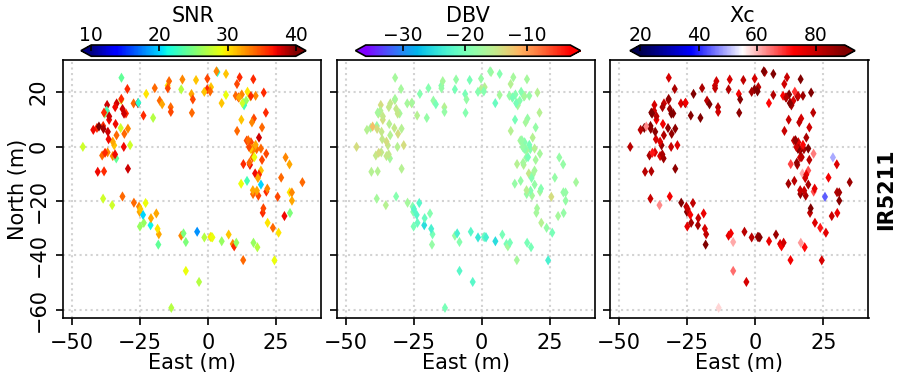 SNR DBV Xc
10 20 30 40 −30 −20 −10 20 40 60 80
20
0
−20
−40
−60
North (m)
−50 −25 0 25 −50 −25 0 25 −50 −25 0 25
East (m) East (m) East (m)
IR5211